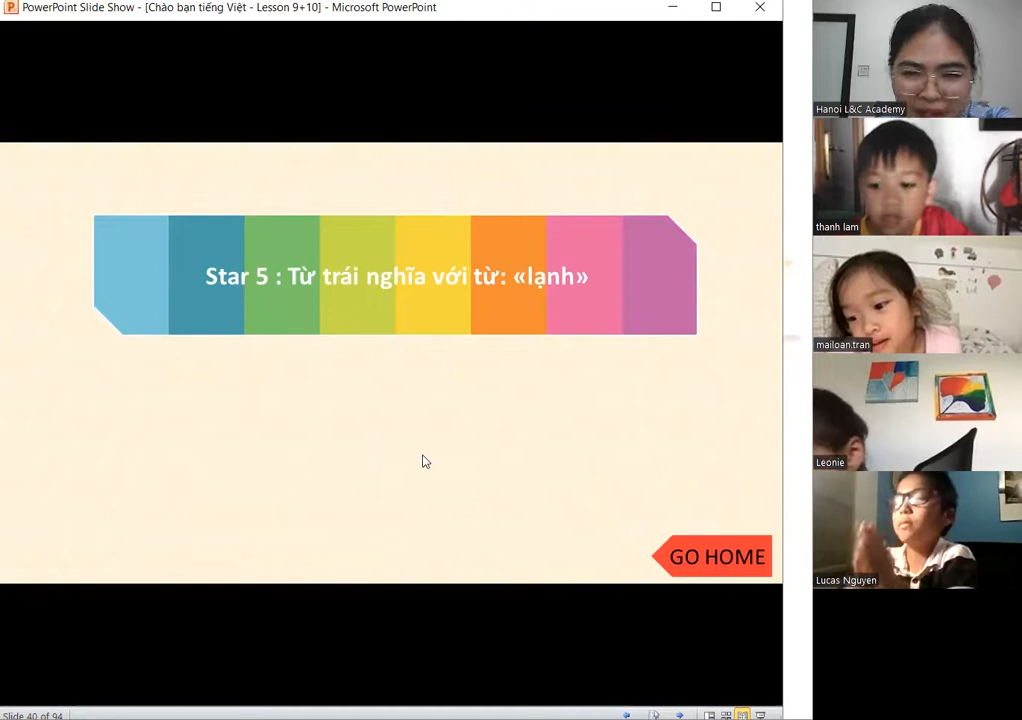 PowerPoint Slide Show - [Chào bạn tiếng Việt - Lesson 9+10] - Microsoft PowerPoint
Star 5 : Từ trái nghĩa với từ: «lạnh»
GO HOME
Slide 40 of 94
Hanoi L&C Academy
thanh lam
mailoan.tran
Leonie
Lucas Nguyen